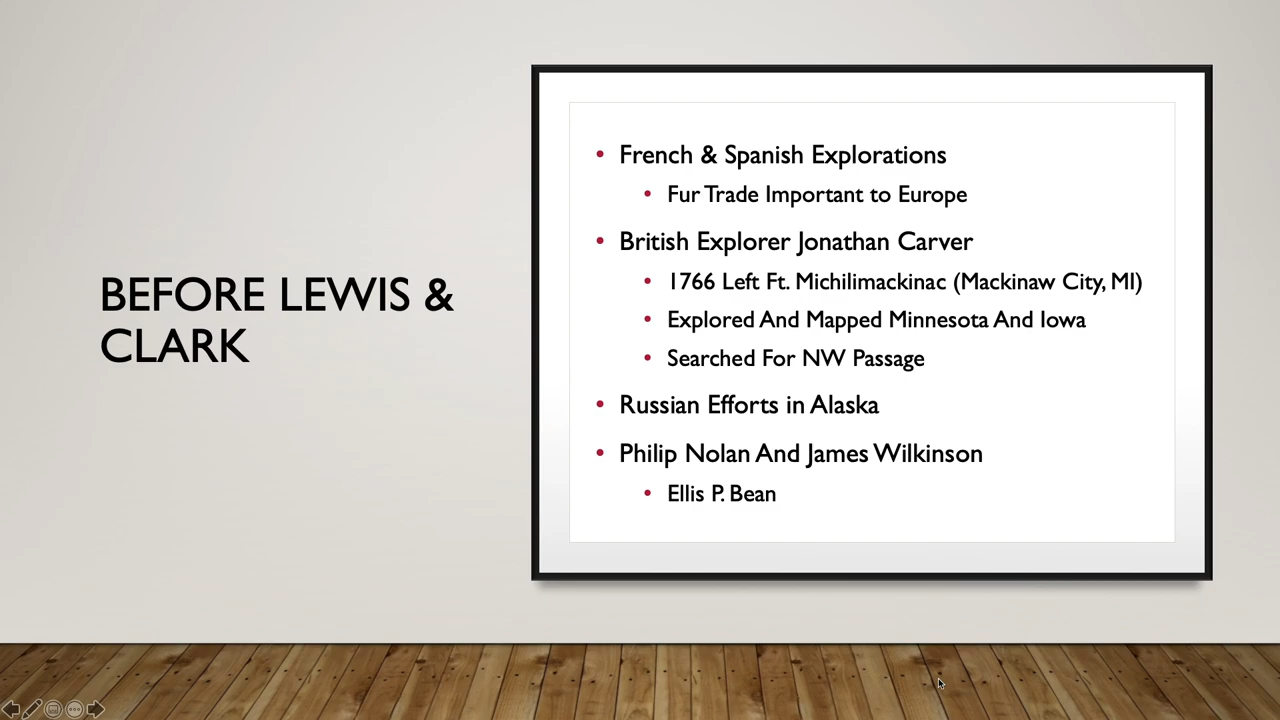 BEFORE LEWIS &
CLARK
• French & Spanish Explorations
• Fur Trade Important to Europe
• British Explorer Jonathan Carver
• 1766 Left Ft. Michilimackinac (Mackinaw City, MI)
• Explored And Mapped Minnesota And Iowa
• Searched For NW Passage
• Russian Efforts in Alaska
• Philip Nolan And James Wilkinson
• Ellis P. Bean